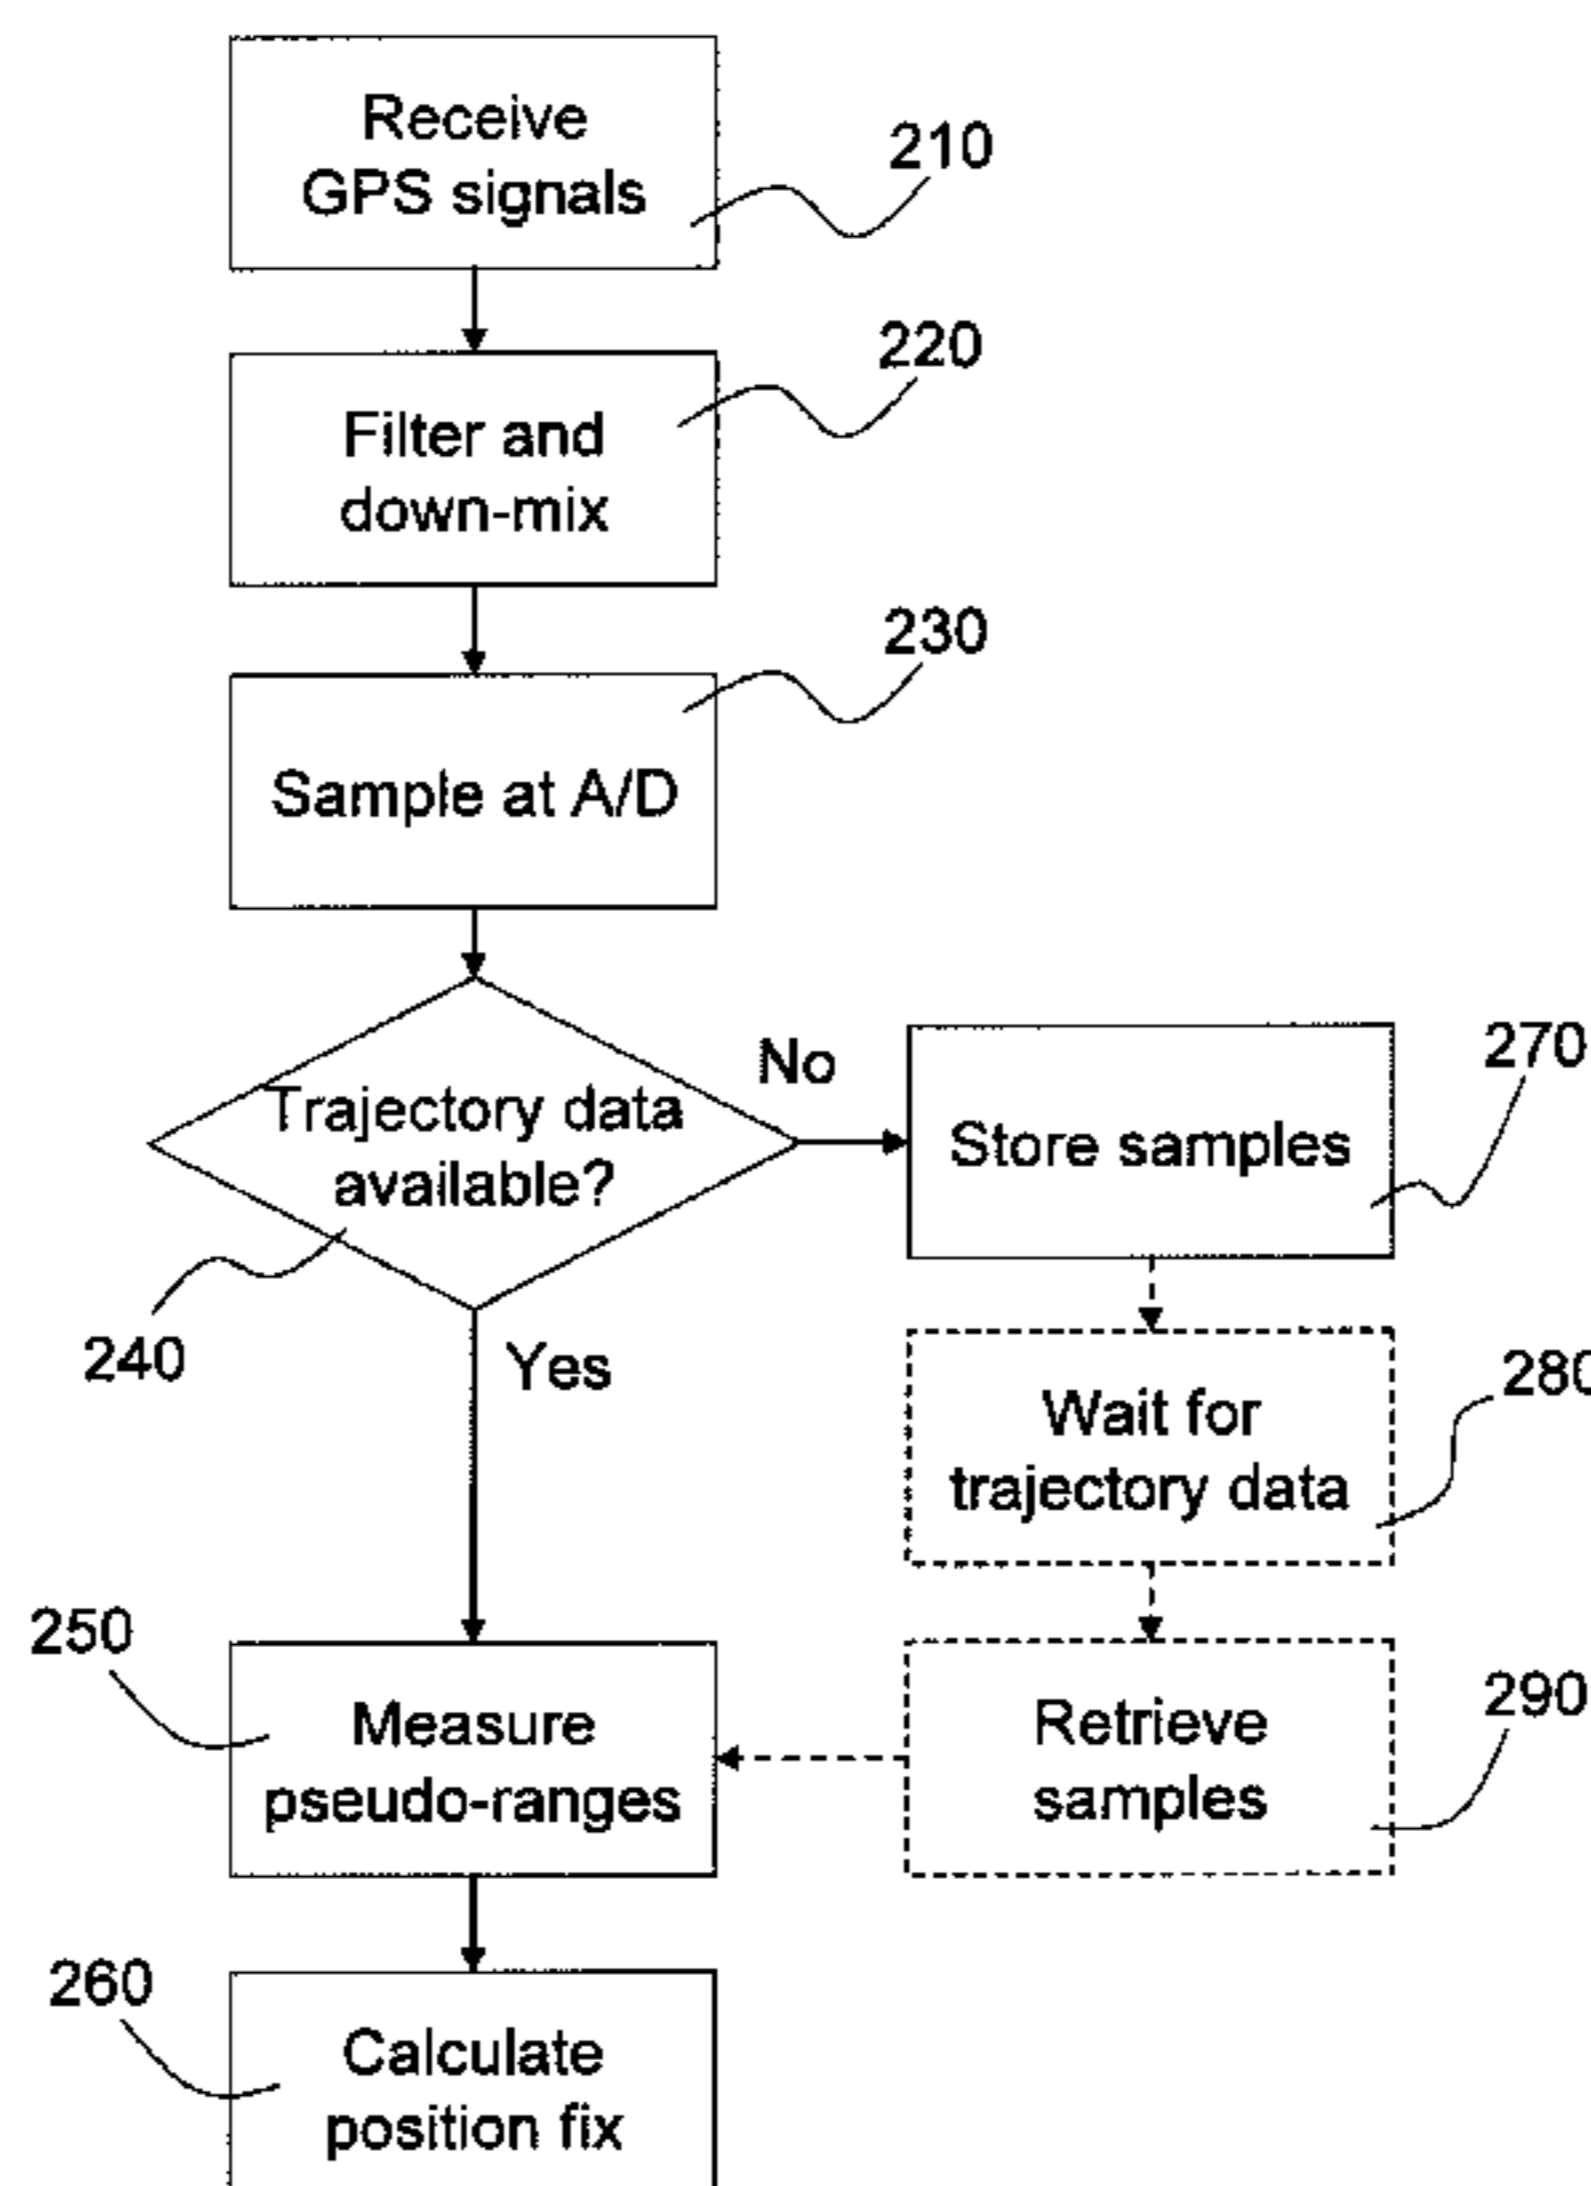 Receive
GPS signals
210
220
Filter and
down-mix
230
Sample at A/D
No
270
Trajectory data
available?
Store samples
240
Yes
280
Wait for
trajectory data
250
290
Measure
pseudo-ranges
Retrieve
samples
260
Calculate
position fix